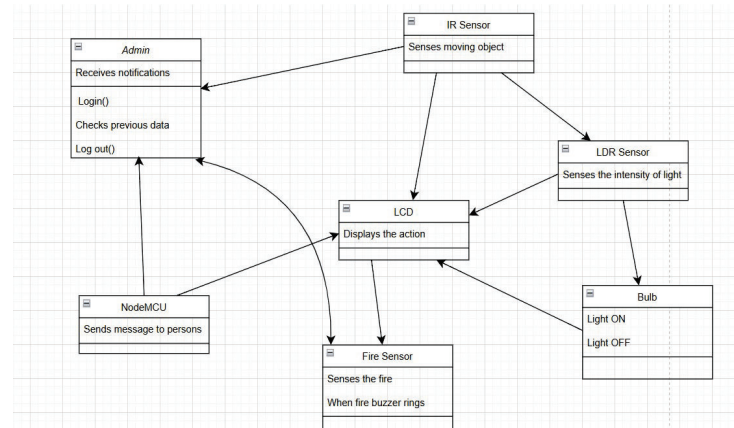 IR Sensor
Senses moving object
Admin
Receives notifications
Login()
Checks previous data
Log out()
LDR Sensor
Senses the intensity of light
LCD
Displays the action
NodeMCU
Sends message to persons
Bulb
Light ON
Light OFF
Fire Sensor
Senses the fire
When fire buzzer rings